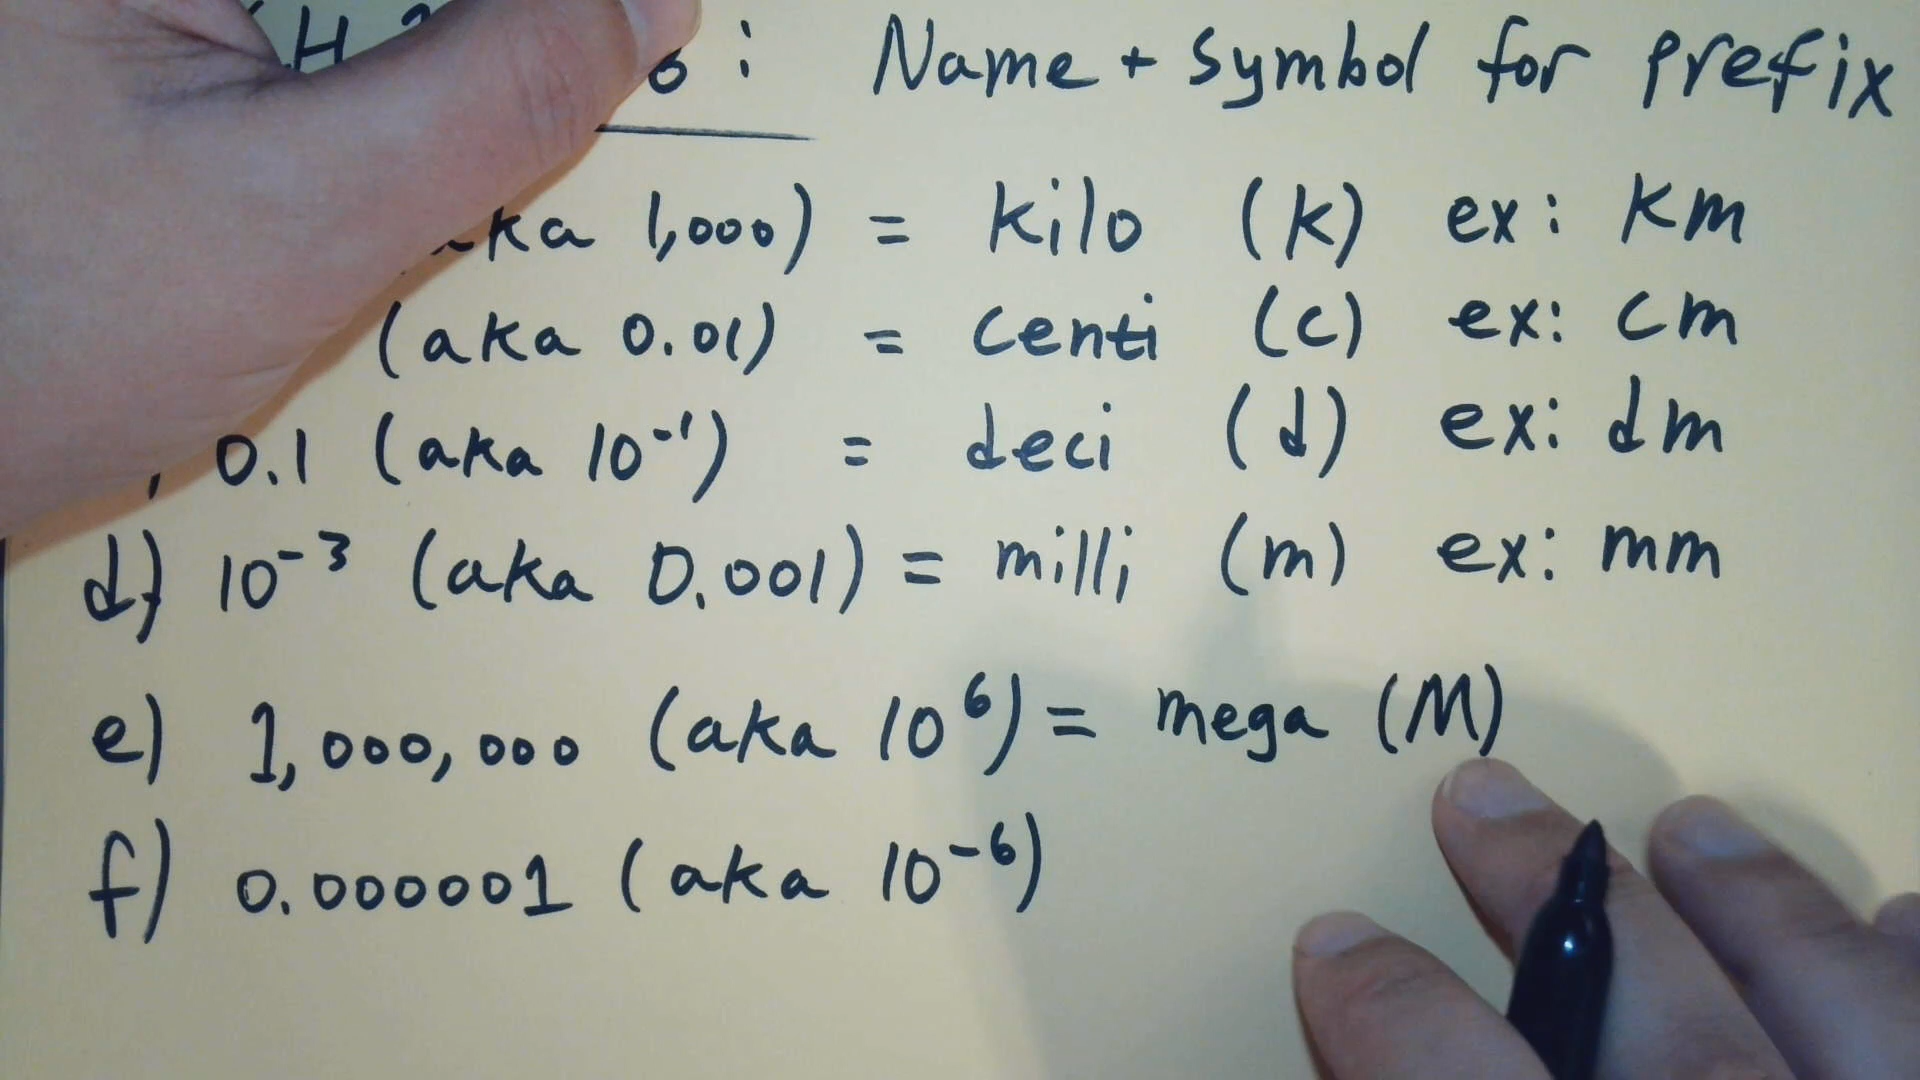 H 6: Name + Symbol for prefix
aka 1,000) = kilo (k) ex: km
(aka 0.01) = centi (c) ex: cm
0.1 (aka 10⁻¹) = deci (d) ex: dm
d) 10⁻³ (aka 0.001) = milli (m) ex: mm
e) 1,000,000 (aka 10⁶) = mega (M)
f) 0.000001 (aka 10⁻⁶)